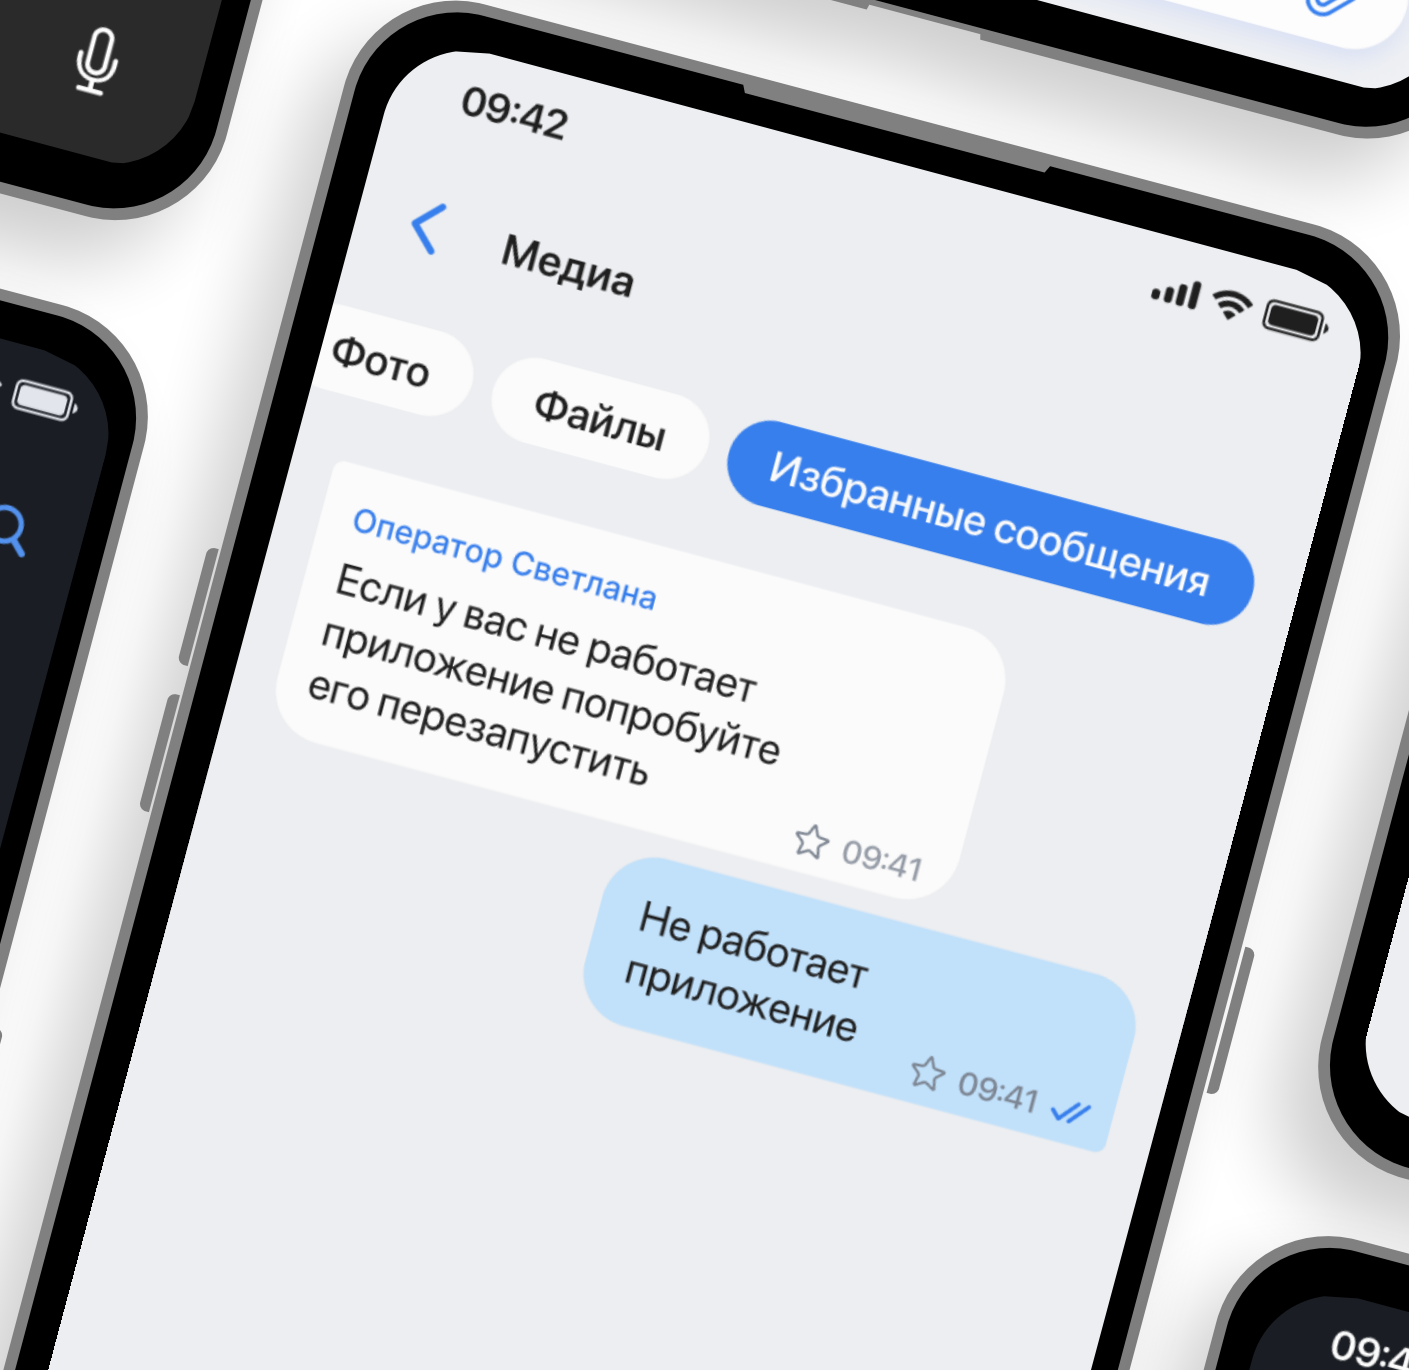 09:42
Медиа
Фото
Файлы
Избранные сообщения
Оператор Светлана
Если у вас не работает
приложение попробуйте
его перезапустить
09:41
Не работает
приложение
09:41